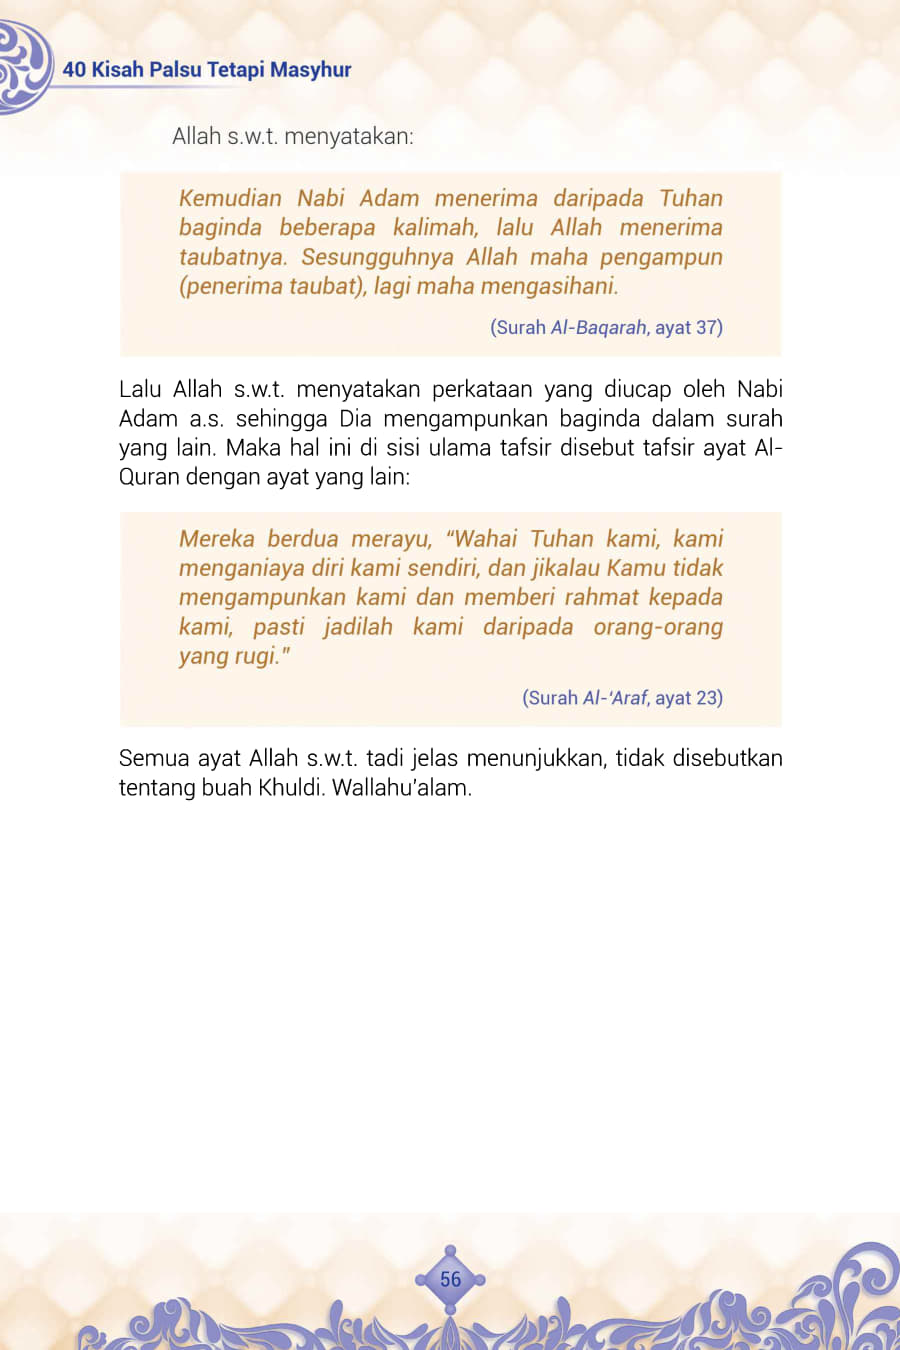 40 Kisah Palsu Tetapi Masyhur
Allah s.w.t. menyatakan:
Kemudian Nabi Adam menerima daripada Tuhan
baginda beberapa kalimah, lalu Allah menerima
taubatnya. Sesungguhnya Allah maha pengampun
(penerima taubat), lagi maha mengasihani.
(Surah Al-Baqarah, ayat 37)
Lalu Allah s.w.t. menyatakan perkataan yang diucap oleh Nabi
Adam a.s. sehingga Dia mengampunkan baginda dalam surah
yang lain. Maka hal ini di sisi ulama tafsir disebut tafsir ayat Al-
Quran dengan ayat yang lain:
Mereka berdua merayu, “Wahai Tuhan kami, kami
menganiaya diri kami sendiri, dan jikalau Kamu tidak
mengampunkan kami dan memberi rahmat kepada
kami, pasti jadilah kami daripada orang-orang
yang rugi."
(Surah Al-‘Araf, ayat 23)
Semua ayat Allah s.w.t. tadi jelas menunjukkan, tidak disebutkan
tentang buah Khuldi. Wallahu’alam.
56